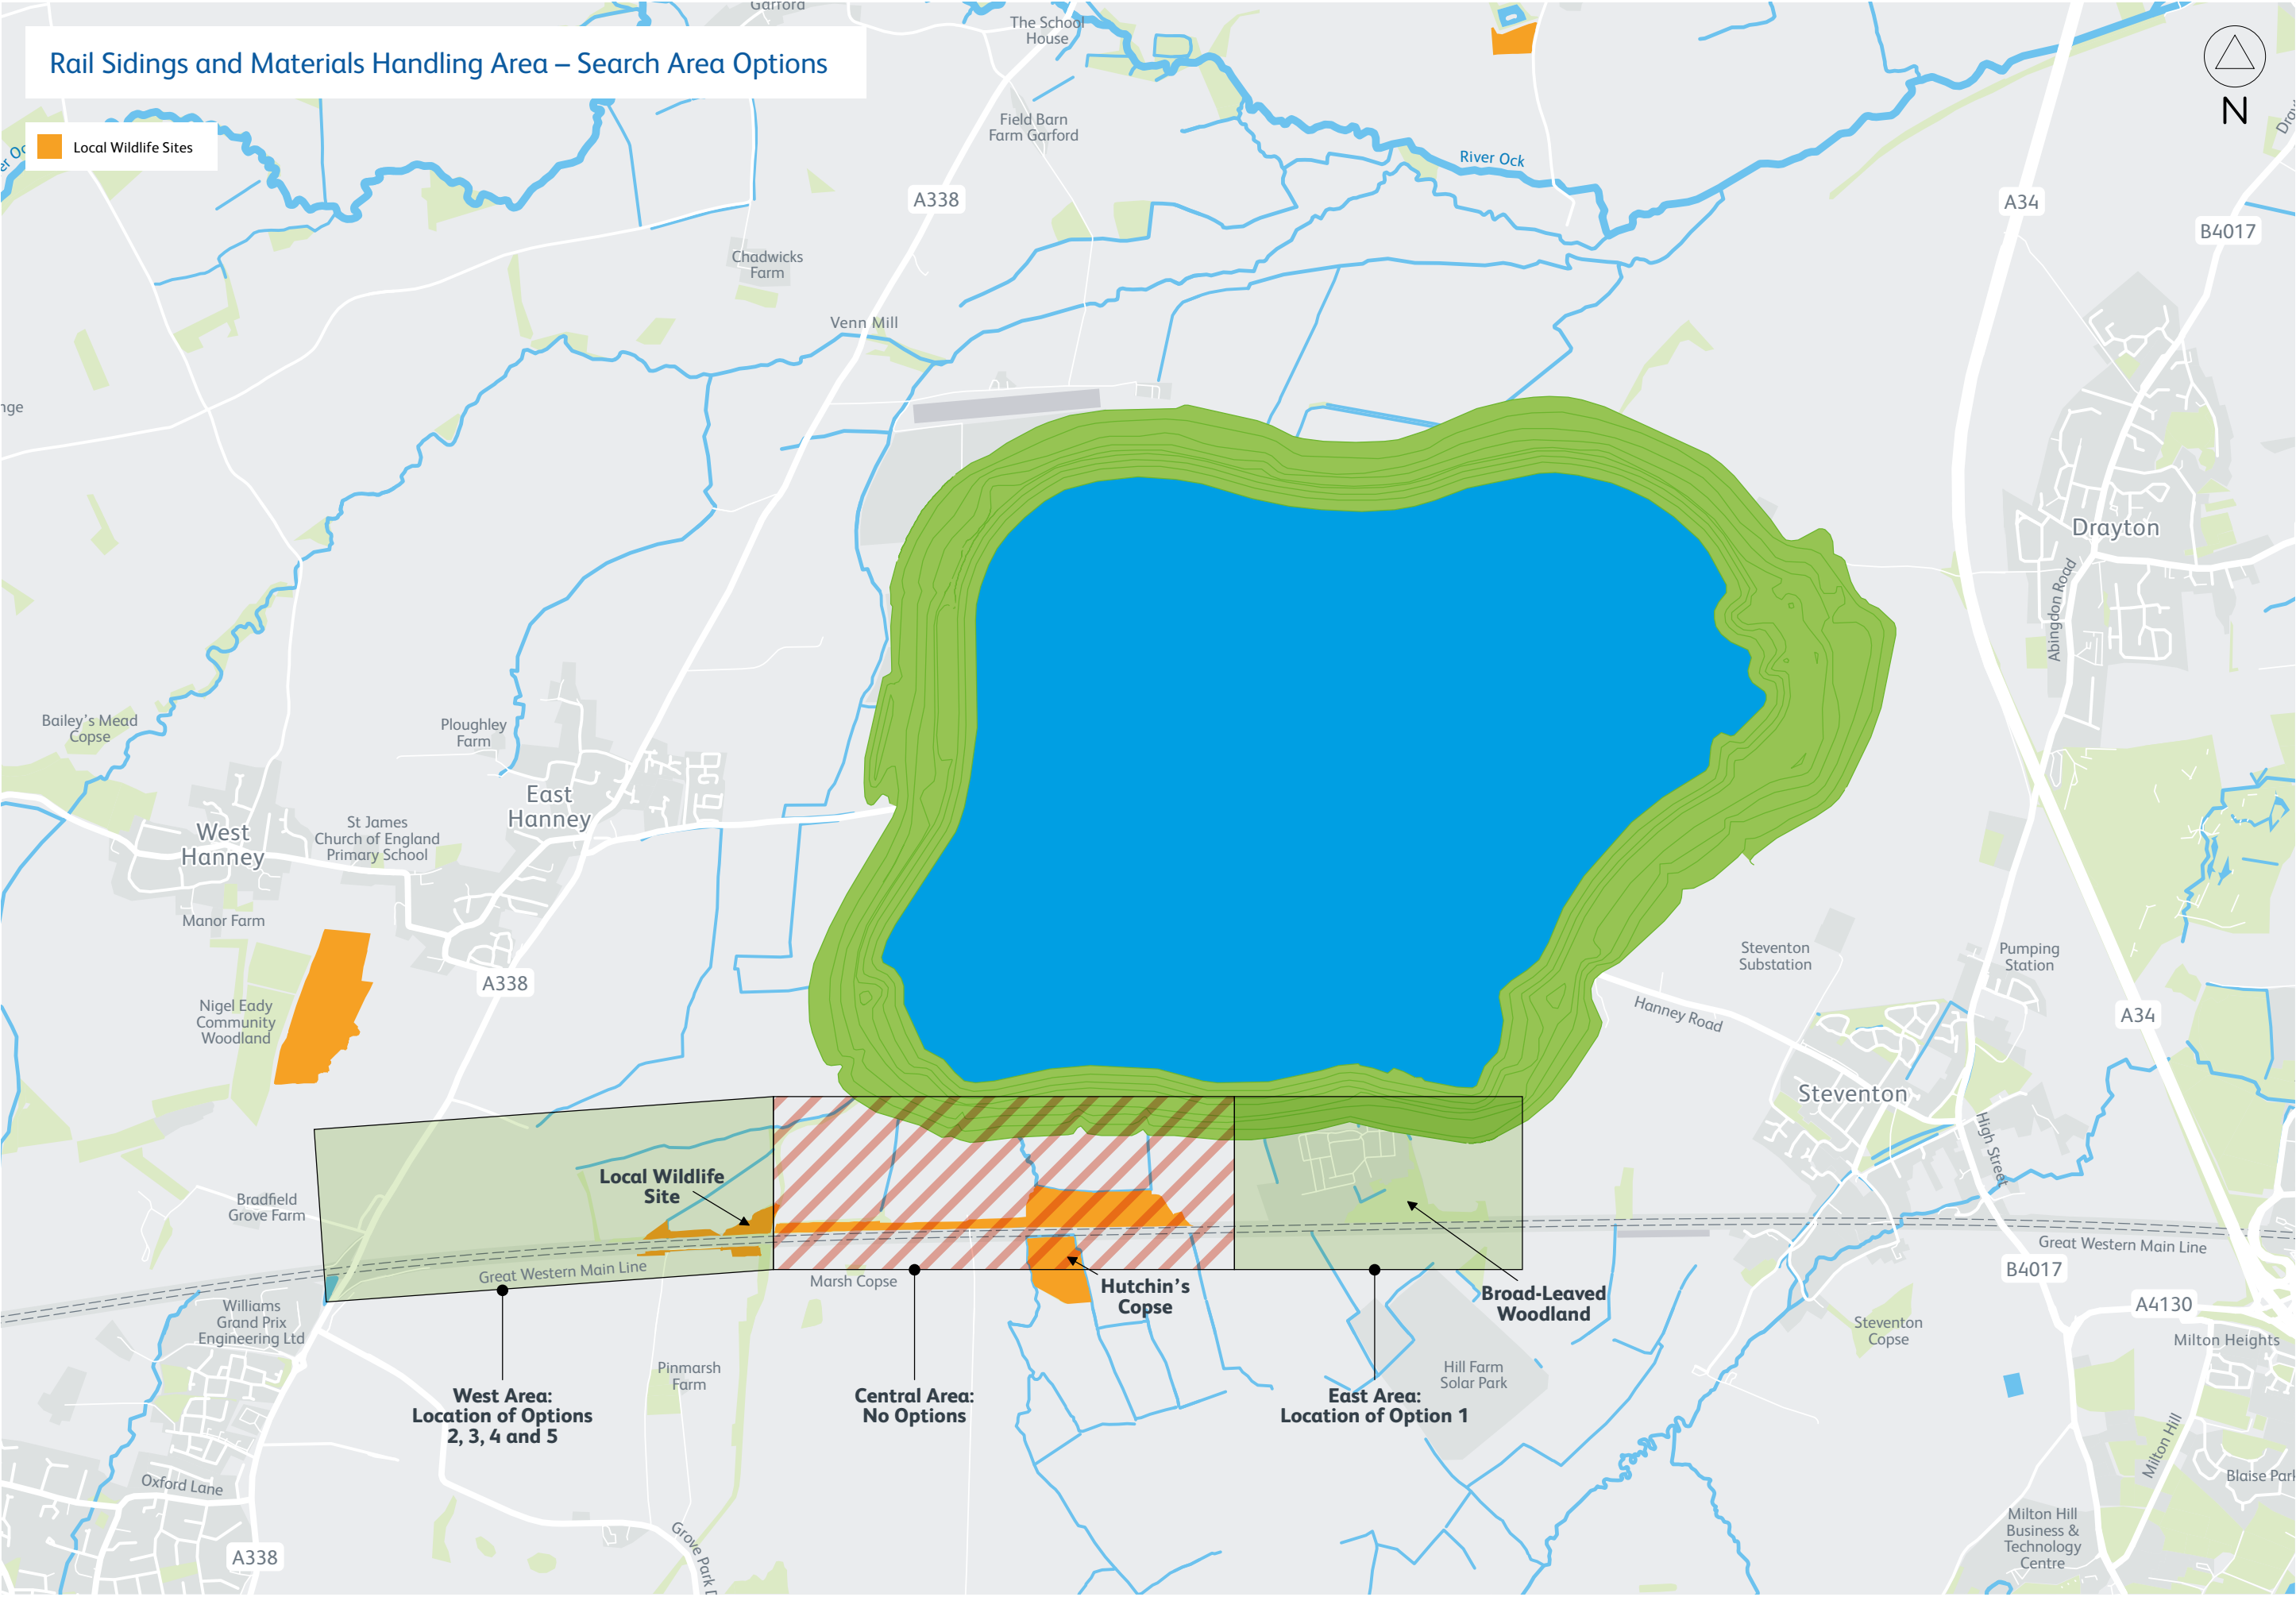 Garford
The School
House
Rail Sidings and Materials Handling Area – Search Area Options
N
Local Wildlife Sites
Field Barn
Farm Garford
River Ock
A338
A34
B4017
Chadwicks
Farm
Venn Mill
Drayton
Abingdon Road
Bailey's Mead
Copse
Ploughley
Farm
East
Hanney
West
Hanney
St James
Church of England
Primary School
Manor Farm
A338
Nigel Eady
Community
Woodland
Steventon
Substation
Pumping
Station
Hanney Road
A34
Steventon
High Street
Local Wildlife
Site
Bradfield
Grove Farm
Great Western Main Line
Great Western Main Line
Marsh Copse
Hutchin's
Copse
Broad-Leaved
Woodland
B4017
A4130
Milton Heights
Williams
Grand Prix
Engineering Ltd
Steventon
Copse
Pinmarsh
Farm
Hill Farm
Solar Park
West Area:
Location of Options
2, 3, 4 and 5
Central Area:
No Options
East Area:
Location of Option 1
Milton Hill
Oxford Lane
Blaise Park
Grove Park
Milton Hill
Business &
Technology
Centre
A338